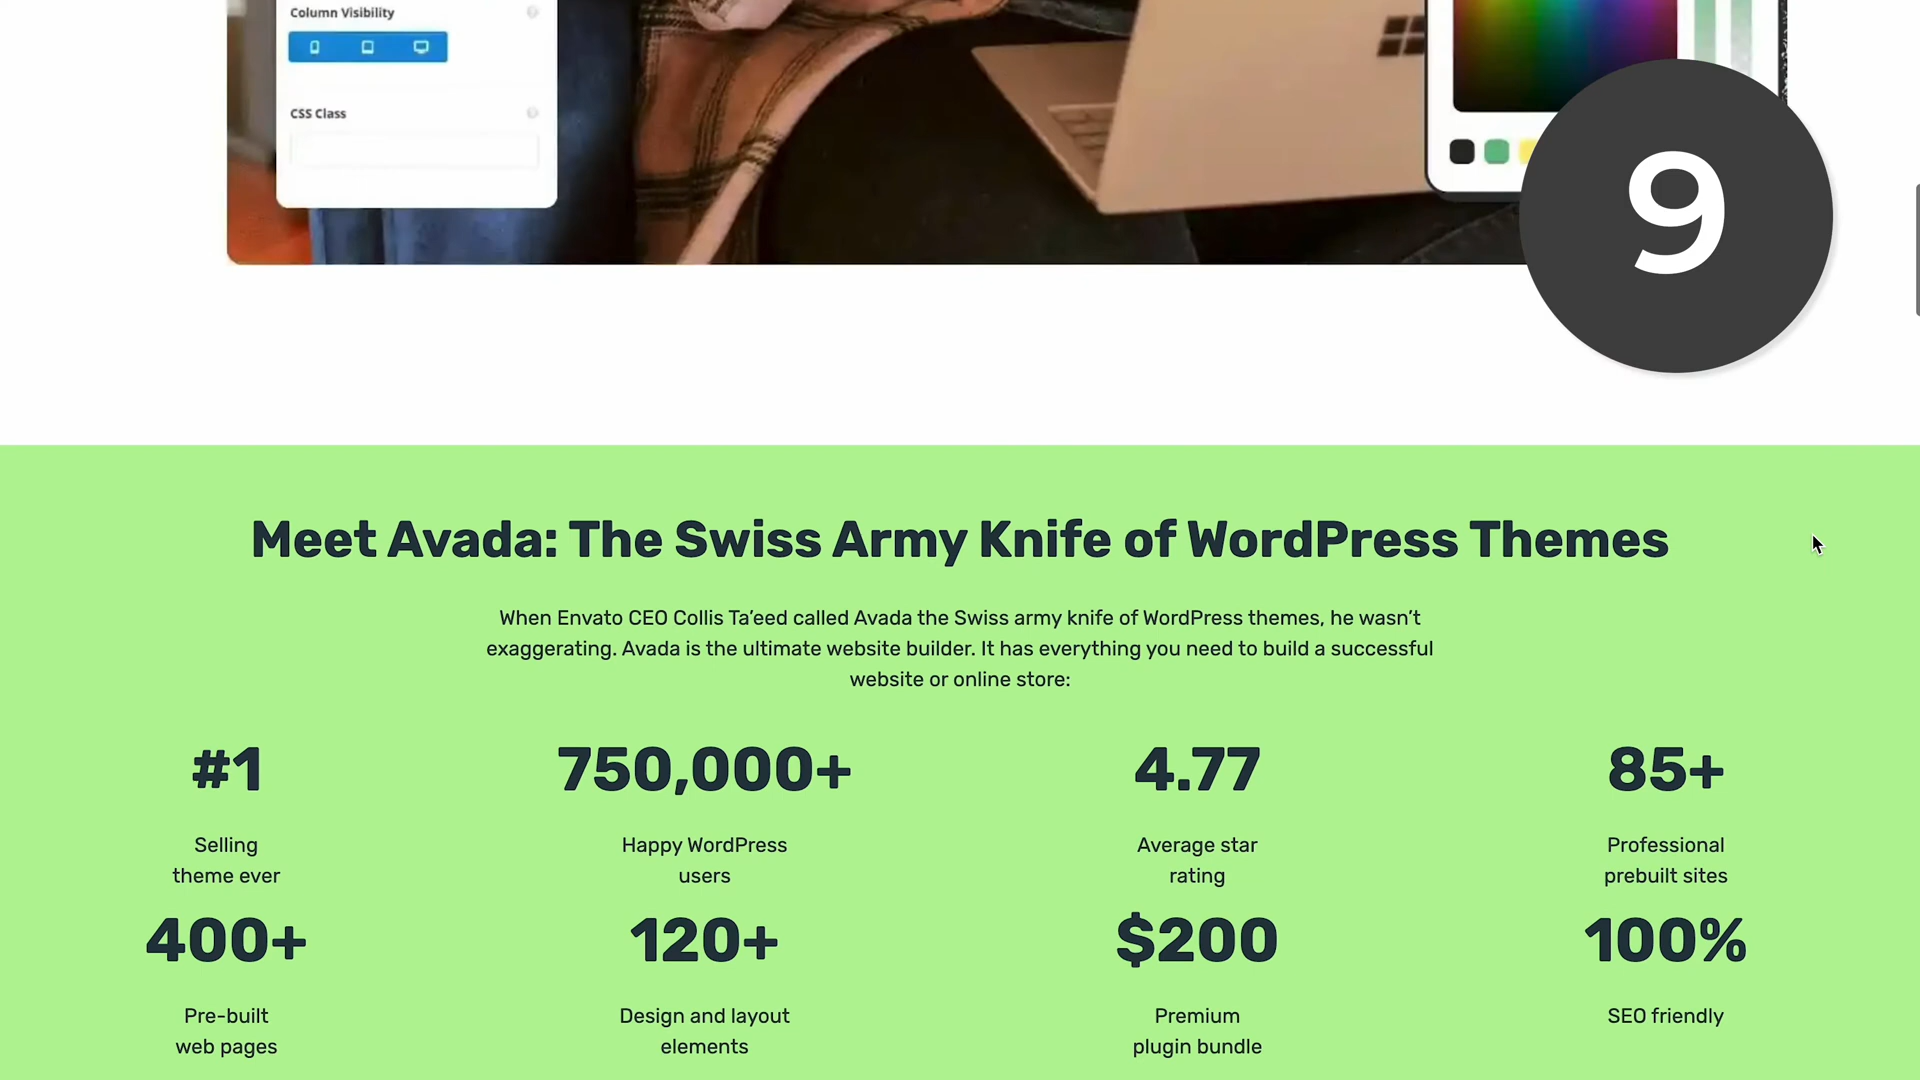 Column Visibility
CSS Class
9
Meet Avada: The Swiss Army Knife of WordPress Themes
When Envato CEO Collis Ta’eed called Avada the Swiss army knife of WordPress themes, he wasn’t
exaggerating. Avada is the ultimate website builder. It has everything you need to build a successful
website or online store:
#1
Selling
theme ever
750,000+
Happy WordPress
users
4.77
Average star
rating
85+
Professional
prebuilt sites
400+
Pre-built
web pages
120+
Design and layout
elements
$200
Premium
plugin bundle
100%
SEO friendly